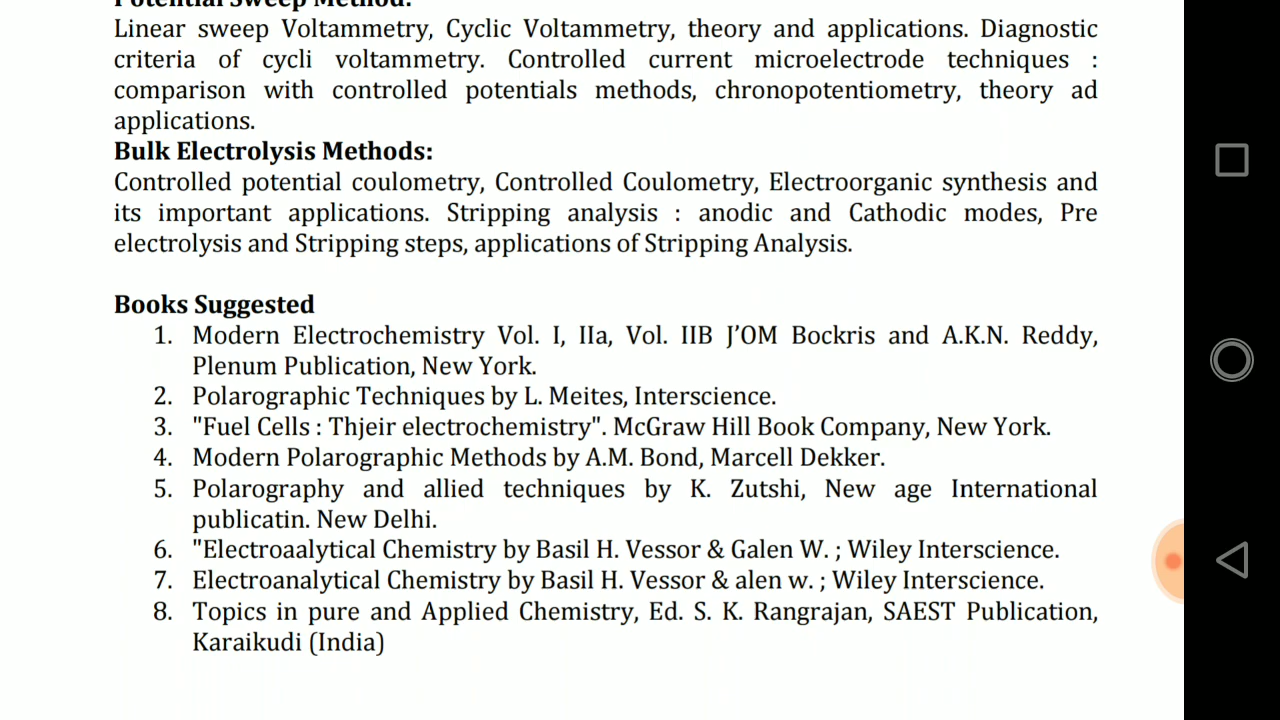 Potential Sweep Method:
Linear sweep Voltammetry, Cyclic Voltammetry, theory and applications. Diagnostic
criteria of cycli voltammetry. Controlled current microelectrode techniques :
comparison with controlled potentials methods, chronopotentiometry, theory ad
applications.
Bulk Electrolysis Methods:
Controlled potential coulometry, Controlled Coulometry, Electroorganic synthesis and
its important applications. Stripping analysis : anodic and Cathodic modes, Pre
electrolysis and Stripping steps, applications of Stripping Analysis.
Books Suggested
1. Modern Electrochemistry Vol. I, IIa, Vol. IIB J’OM Bockris and A.K.N. Reddy,
Plenum Publication, New York.
2. Polarographic Techniques by L. Meites, Interscience.
3. "Fuel Cells : Thjeir electrochemistry". McGraw Hill Book Company, New York.
4. Modern Polarographic Methods by A.M. Bond, Marcell Dekker.
5. Polarography and allied techniques by K. Zutshi, New age International
publicatin. New Delhi.
6. "Electroaalytical Chemistry by Basil H. Vessor & Galen W. ; Wiley Interscience.
7. Electroanalytical Chemistry by Basil H. Vessor & alen w. ; Wiley Interscience.
8. Topics in pure and Applied Chemistry, Ed. S. K. Rangrajan, SAEST Publication,
Karaikudi (India)